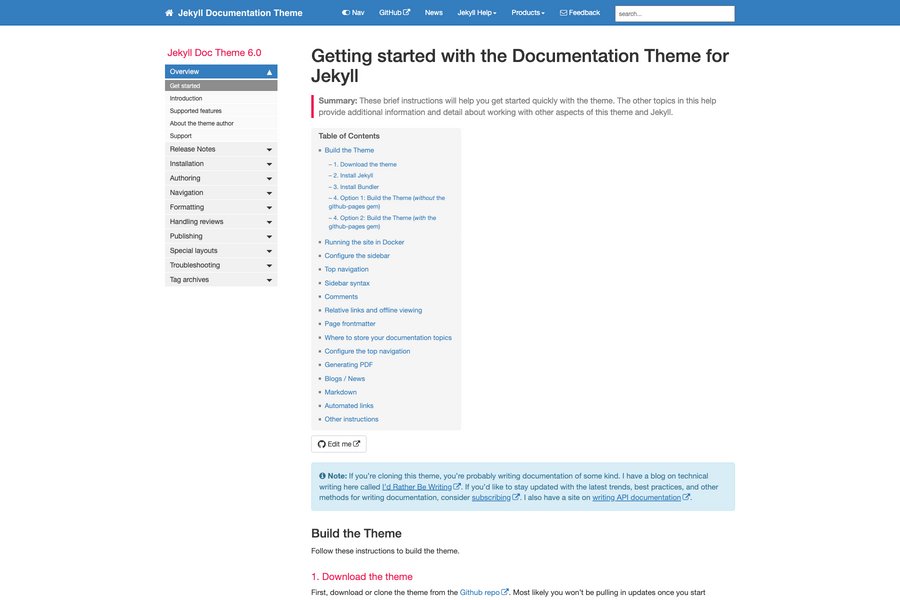 Jekyll Documentation Theme
Nav
GitHub
News
Jekyll Help
Products
Feedback
search...
Jekyll Doc Theme 6.0
Overview
Get started
Introduction
Supported features
About the theme author
Support
Release Notes
Installation
Authoring
Navigation
Formatting
Handling reviews
Publishing
Special layouts
Troubleshooting
Tag archives
Getting started with the Documentation Theme for
Jekyll
Summary: These brief instructions will help you get started quickly with the theme. The other topics in this help
provide additional information and detail about working with other aspects of this theme and Jekyll.
Table of Contents
Build the Theme
– 1. Download the theme
– 2. Install Jekyll
– 3. Install Bundler
– 4. Option 1: Build the Theme (without the
github-pages gem)
– 4. Option 2: Build the Theme (with the
github-pages gem)
Running the site in Docker
Configure the sidebar
Top navigation
Sidebar syntax
Comments
Relative links and offline viewing
Page frontmatter
Where to store your documentation topics
Configure the top navigation
Generating PDF
Blogs / News
Markdown
Automated links
Other instructions
Edit me
Note: If you're cloning this theme, you're probably writing documentation of some kind. I have a blog on technical
writing here called I'd Rather Be Writing. If you'd like to stay updated with the latest trends, best practices, and other
methods for writing documentation, consider subscribing. I also have a site on writing API documentation.
Build the Theme
Follow these instructions to build the theme.
1. Download the theme
First, download or clone the theme from the Github repo. Most likely you won't be pulling in updates once you start